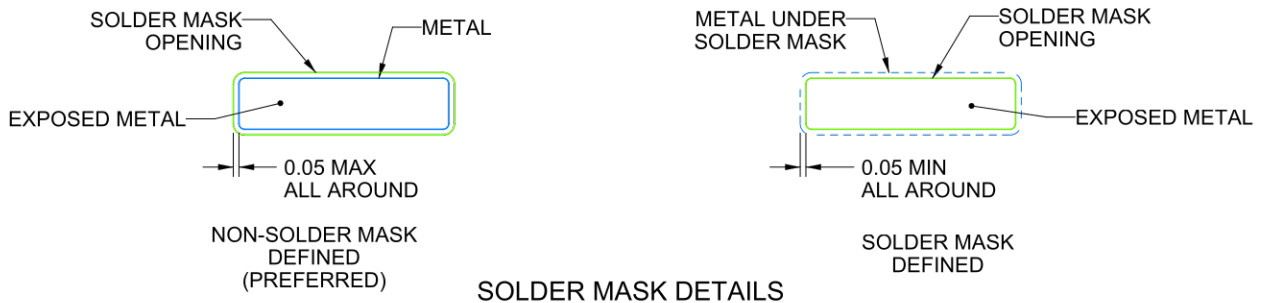 SOLDER MASK
OPENING
METAL
EXPOSED METAL
0.05 MAX
ALL AROUND
NON-SOLDER MASK
DEFINED
(PREFERRED)
METAL UNDER
SOLDER MASK
SOLDER MASK
OPENING
EXPOSED METAL
0.05 MIN
ALL AROUND
SOLDER MASK
DEFINED
SOLDER MASK DETAILS